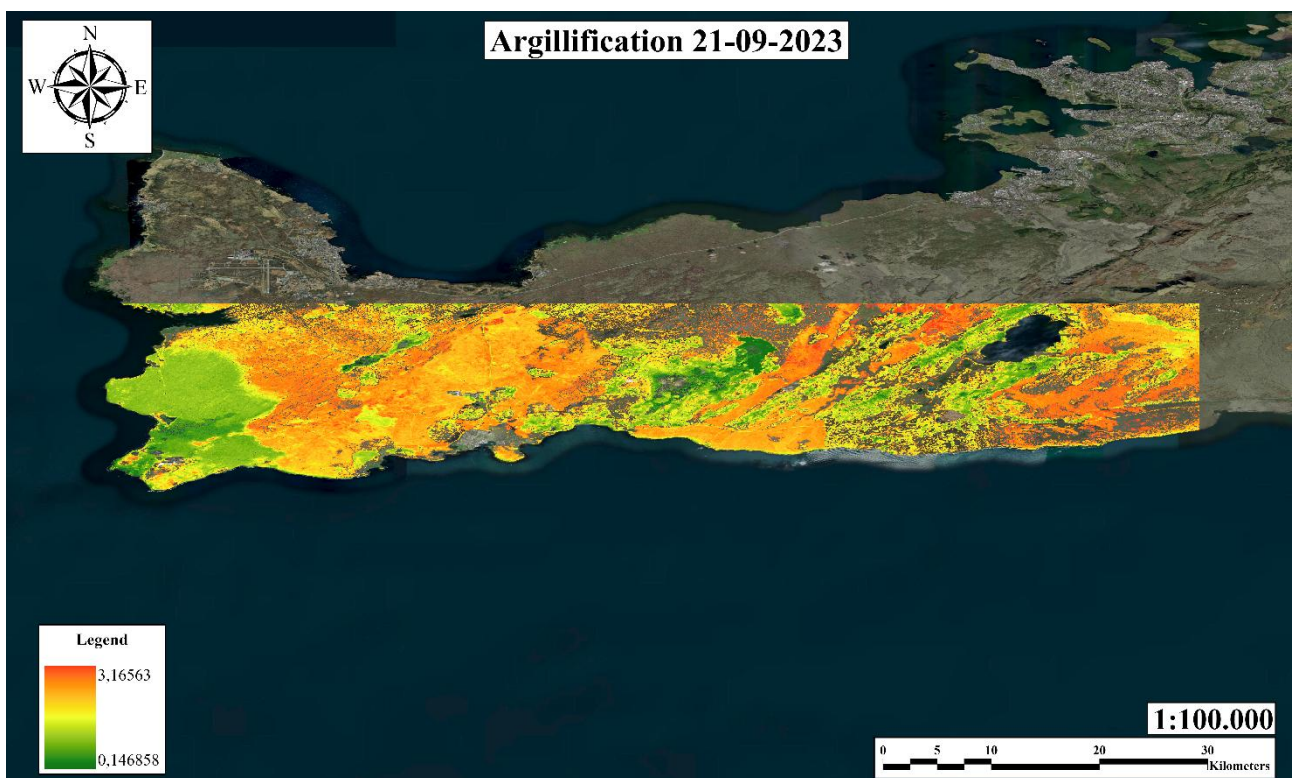 Argillification 21-09-2023
N
W E
S
Legend
3,16563
0,146858
1:100.000
0 5 10 20 30
Kilometers